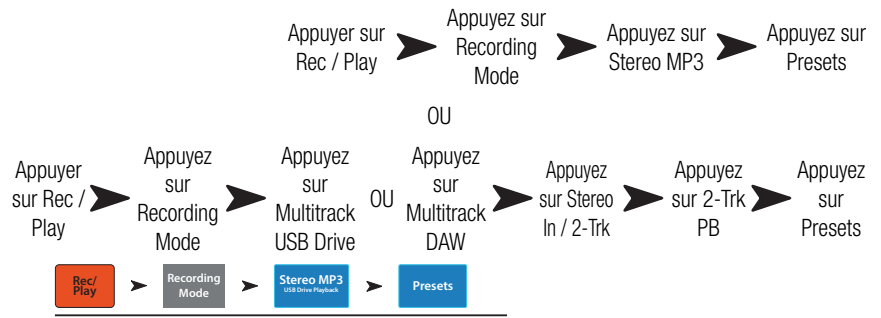 Appuyer sur
Rec / Play
Appuyez sur
Recording
Mode
Appuyez sur
Stereo MP3
Appuyez sur
Presets
OU
Appuyer
sur Rec /
Play
Appuyez
sur
Recording
Mode
Appuyez
sur
Multitrack
USB Drive
OU
Appuyez
sur
Multitrack
DAW
Appuyez
sur Stereo
In / 2-Trk
Appuyez
sur 2-Trk
PB
Appuyez
sur
Presets
Rec/
Play
Recording
Mode
Stereo MP3
USB Drive Playback
Presets